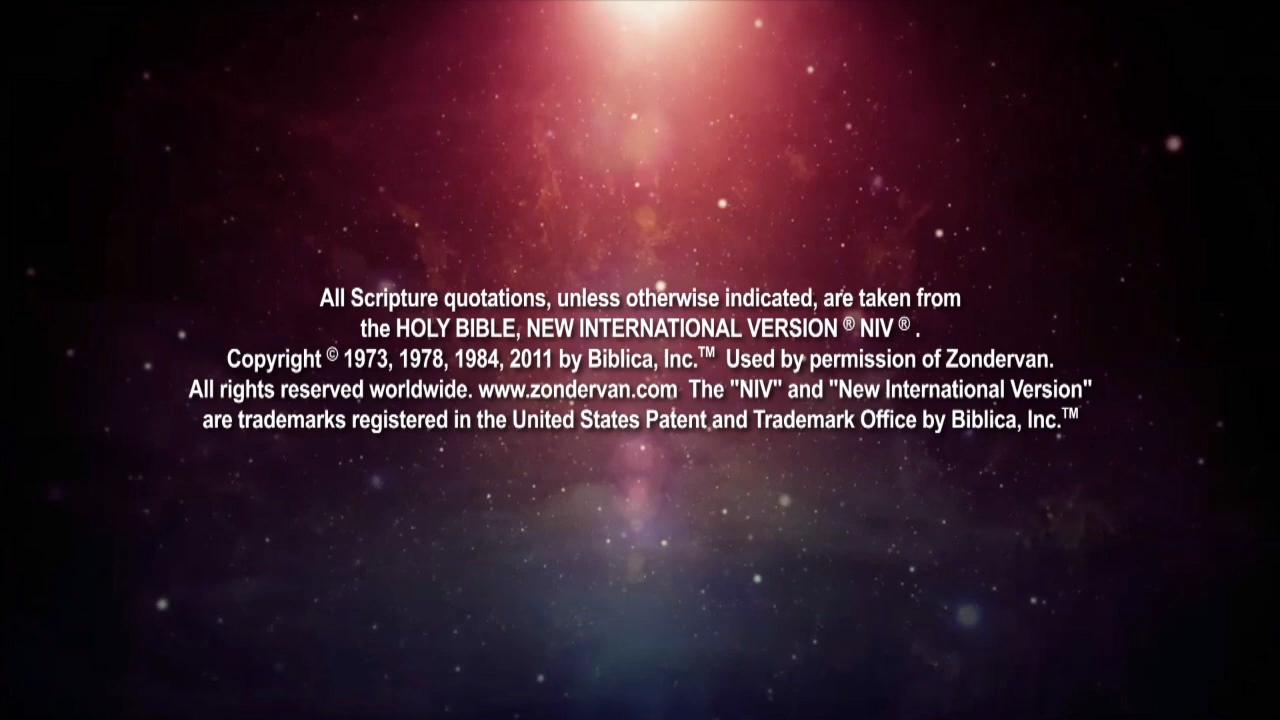 All Scripture quotations, unless otherwise indicated, are taken from
the HOLY BIBLE, NEW INTERNATIONAL VERSION ® NIV ® .
Copyright © 1973, 1978, 1984, 2011 by Biblica, Inc.™ Used by permission of Zondervan.
All rights reserved worldwide. www.zondervan.com The "NIV" and "New International Version"
are trademarks registered in the United States Patent and Trademark Office by Biblica, Inc.™